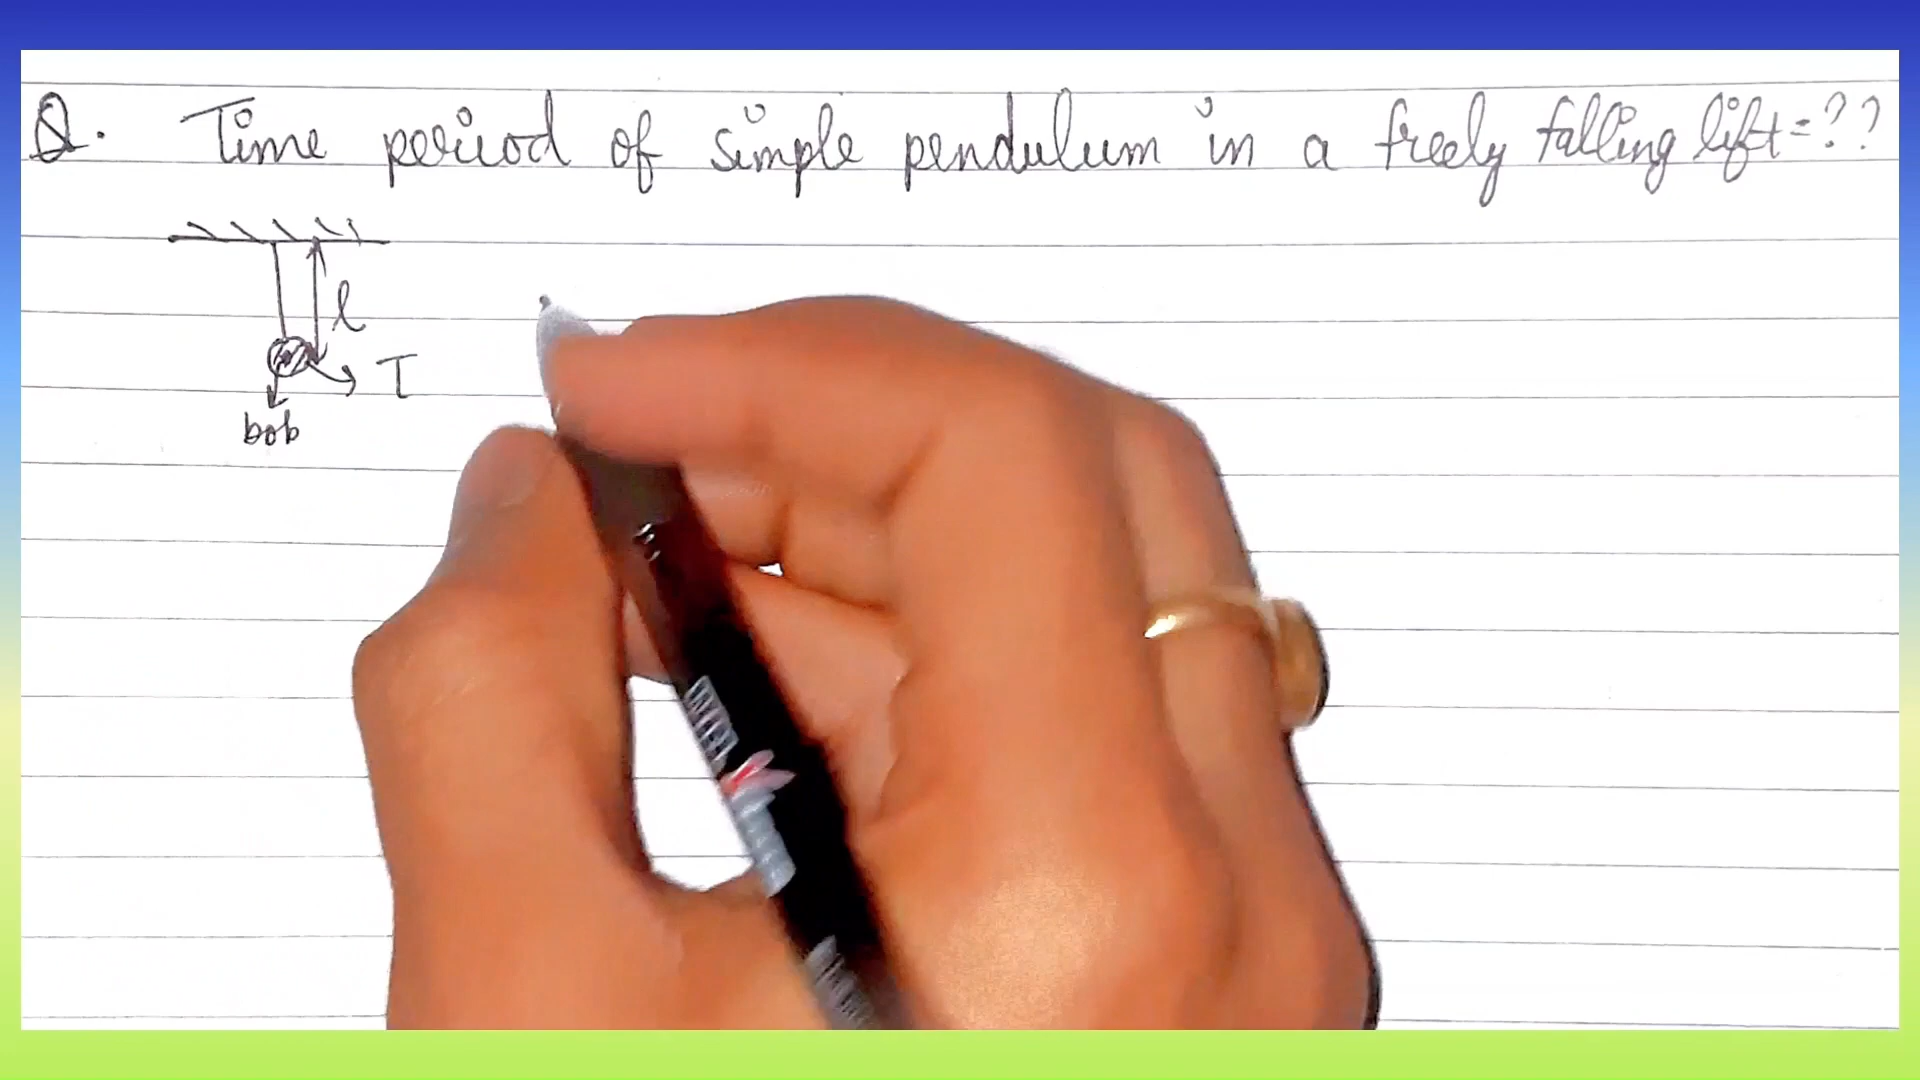 Q. Time period of simple pendulum in a freely falling lift=??
l
T
bob